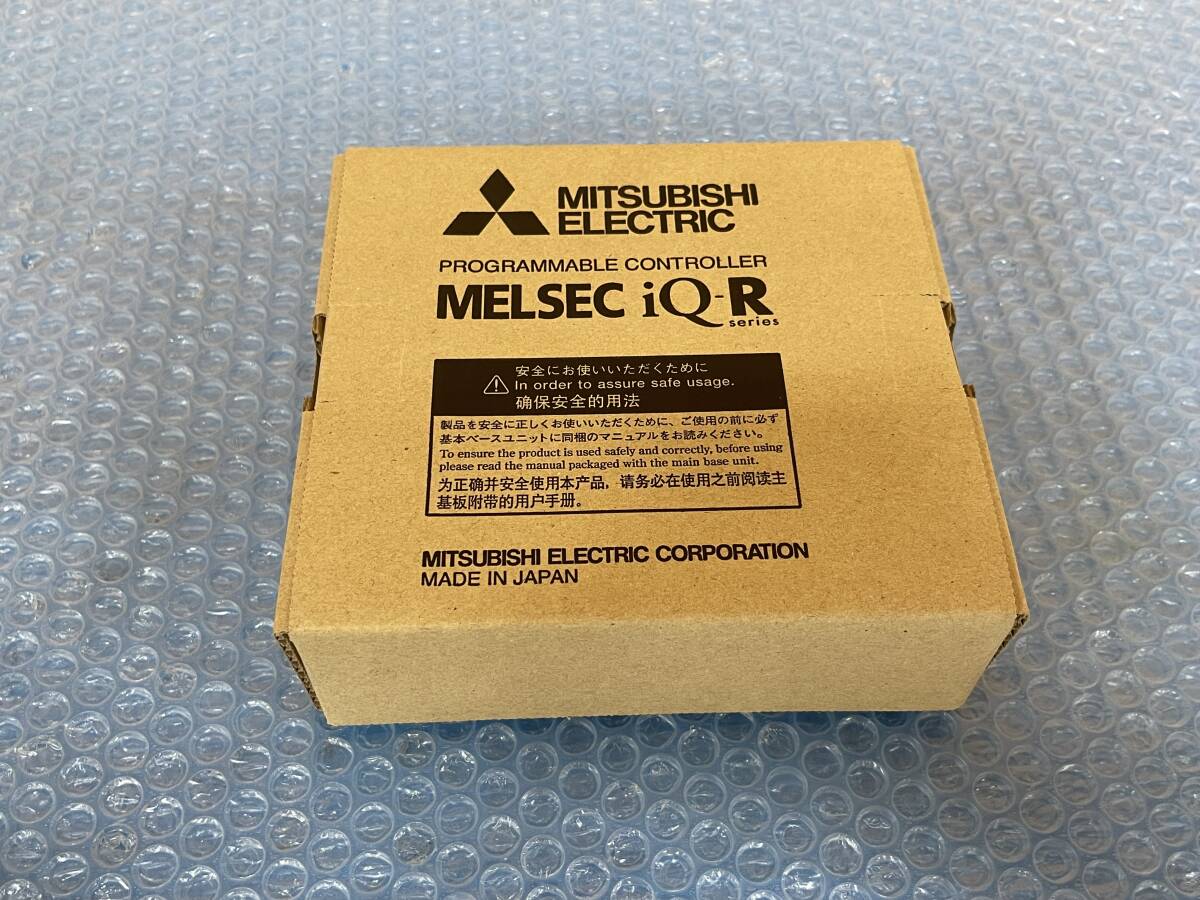 MITSUBISHI
ELECTRIC
PROGRAMMABLE CONTROLLER
MELSEC iQ-R
series
安全にお使いいただくために
In order to assure safe usage.
确保安全的用法
製品を安全に正しくお使いいただくために、ご使用の前に必ず
基本ベースユニットに同梱のマニュアルをお読みください。
To ensure the product is used safely and correctly, before using
please read the manual packaged with the main base unit.
为正确并安全使用本产品，请务必在使用之前阅读主
基板附带的用户手册。
MITSUBISHI ELECTRIC CORPORATION
MADE IN JAPAN